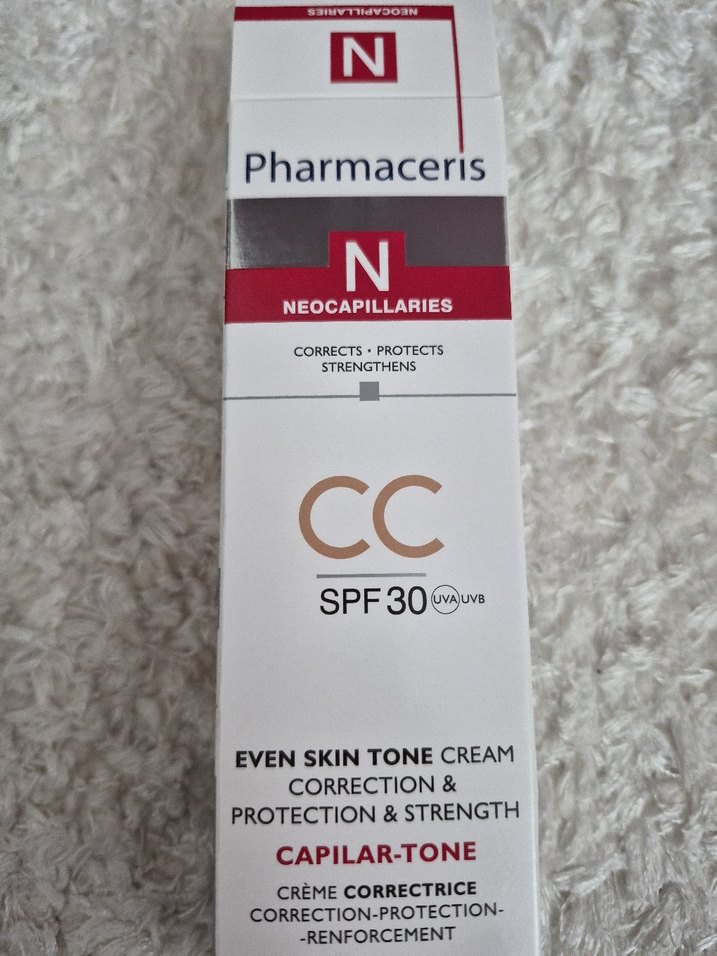 NEOCAPILLARIES
N
Pharmaceris
N
NEOCAPILLARIES
CORRECTS • PROTECTS
STRENGTHENS
CC
SPF 30 UVA UVB
EVEN SKIN TONE CREAM
CORRECTION &
PROTECTION & STRENGTH
CAPILAR-TONE
CRÈME CORRECTRICE
CORRECTION-PROTECTION-
-RENFORCEMENT